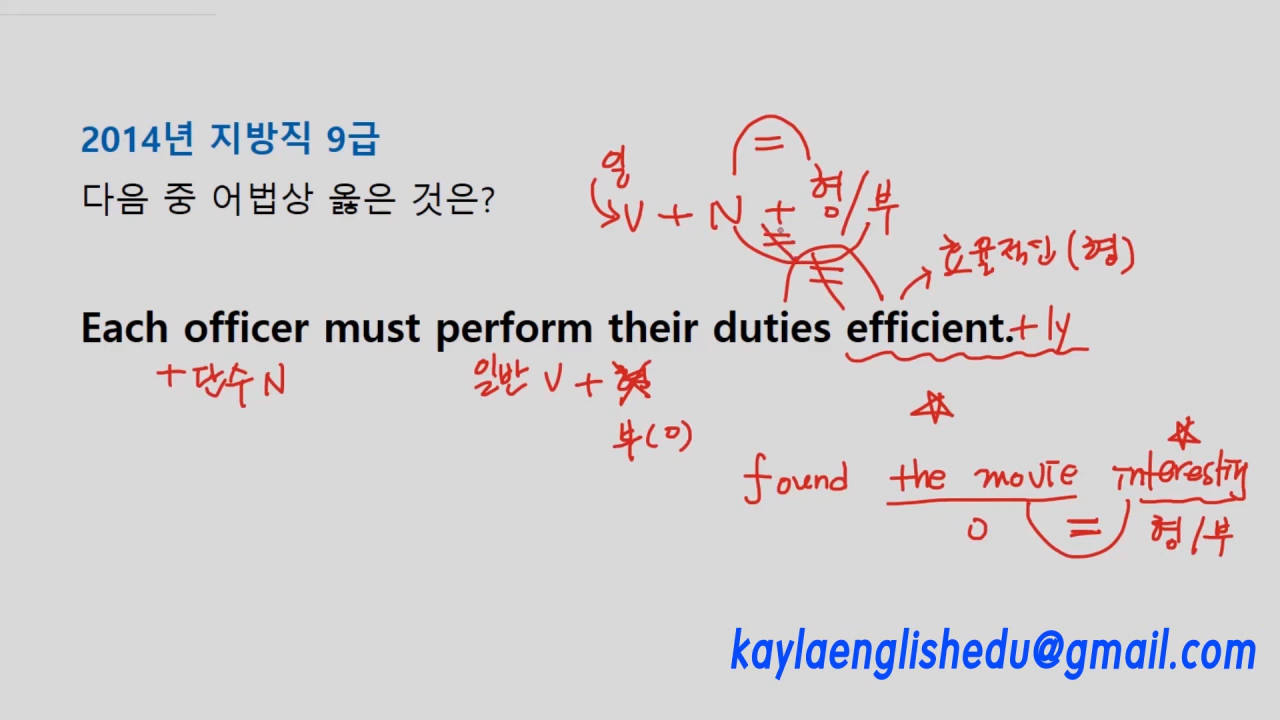 2014년 지방직 9급
다음 중 어법상 옳은 것은?
=
일
V + N + 형/부
=
효율적인 (형)
=
Each officer must perform their duties efficient. + ly
+ 단수 N
일반 V + 형
부(O)
found the movie interesting
O = 형/부
kaylaenglishedu@gmail.com